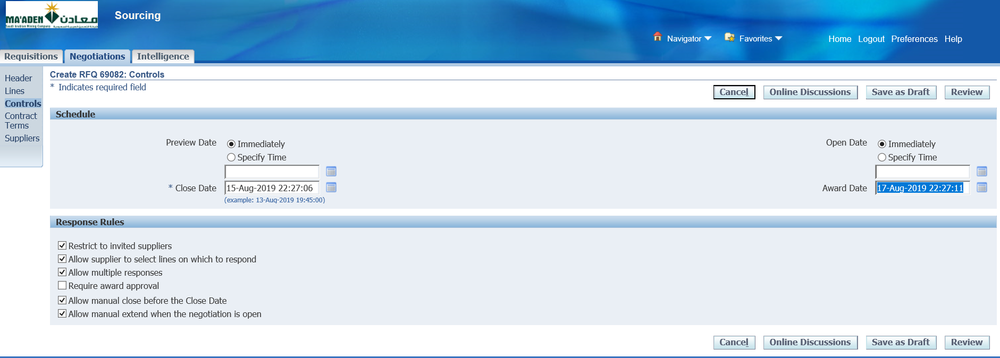 MA'ADEN معادن
Saudi Arabian Mining Company شركة التعدين العربية السعودية
Sourcing
Navigator Favorites Home Logout Preferences Help
Requisitions Negotiations Intelligence
Header
Lines
Controls
Contract
Terms
Suppliers
Create RFQ 69082: Controls
* Indicates required field
Cancel Online Discussions Save as Draft Review
Schedule
Preview Date Immediately Open Date Immediately
Specify Time Specify Time
* Close Date 15-Aug-2019 22:27:06 Award Date 17-Aug-2019 22:27:11
(example: 13-Aug-2019 19:45:00)
Response Rules
Restrict to invited suppliers
Allow supplier to select lines on which to respond
Allow multiple responses
Require award approval
Allow manual close before the Close Date
Allow manual extend when the negotiation is open
Cancel Online Discussions Save as Draft Review